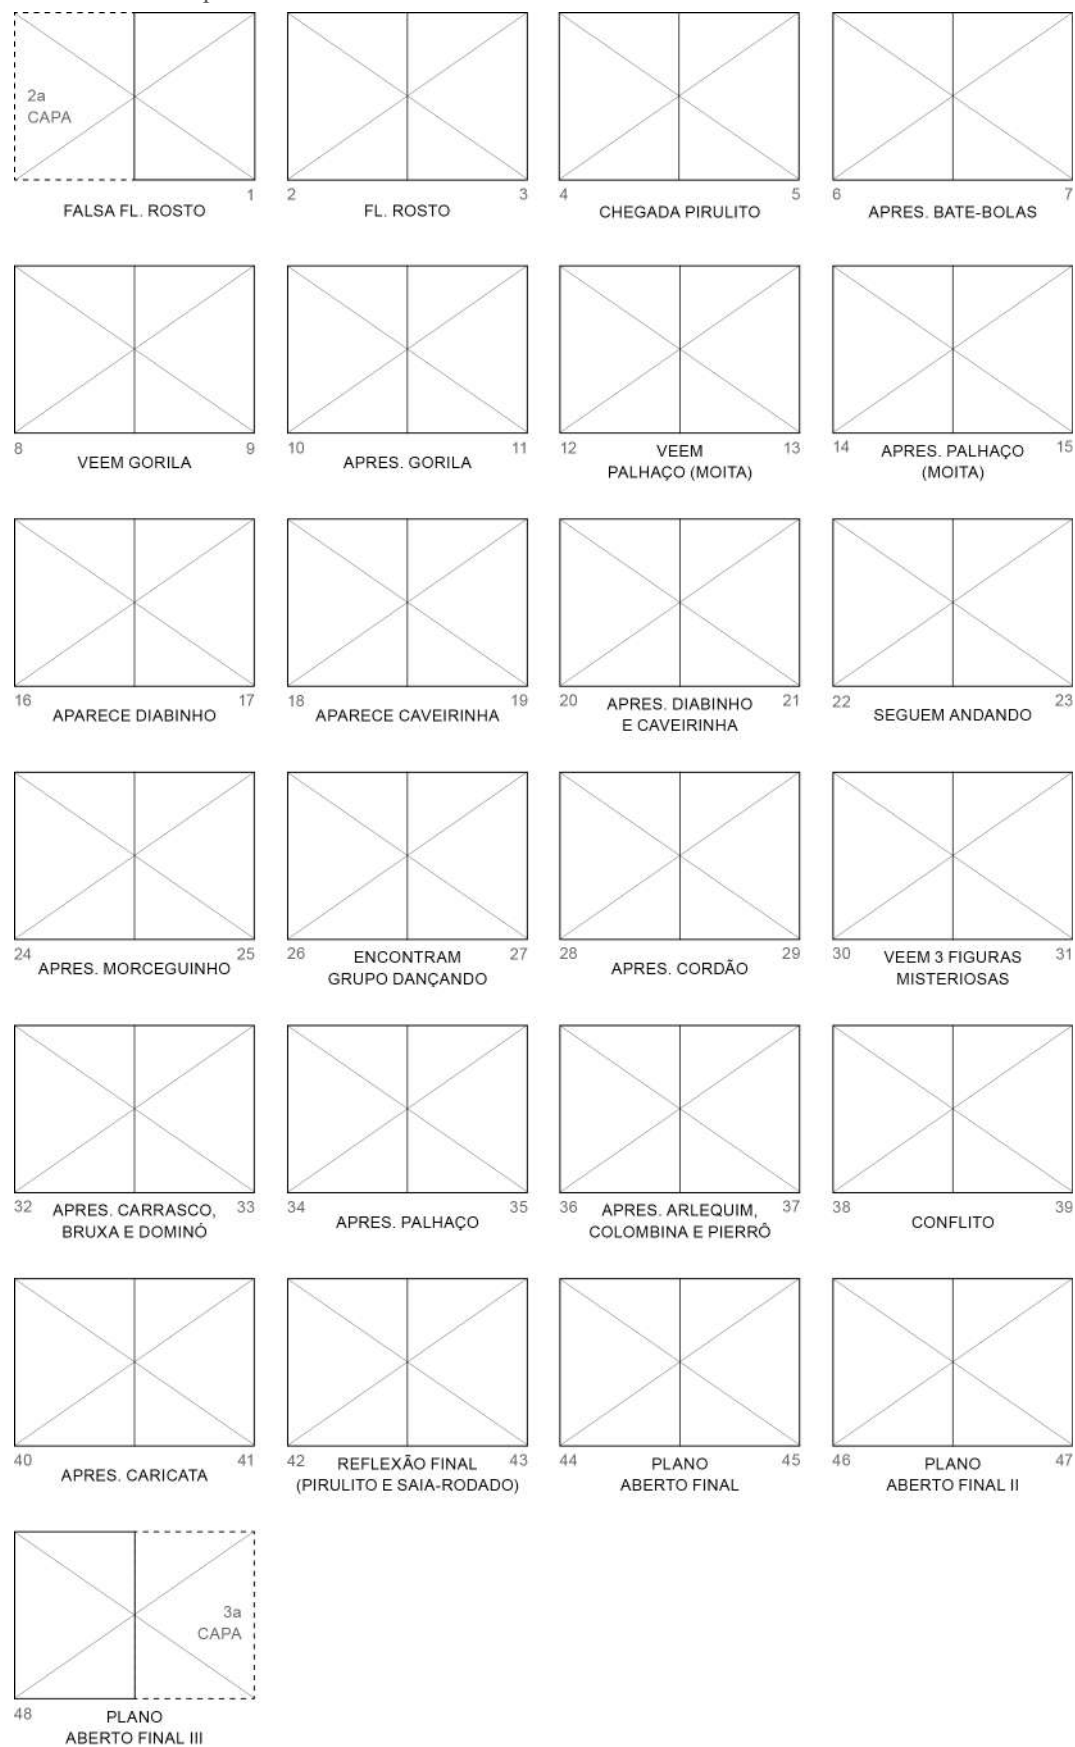 2a
CAPA
1
FALSA FL. ROSTO
2
3
FL. ROSTO
4
5
CHEGADA PIRULITO
6
7
APRES. BATE-BOLAS
8
9
VEEM GORILA
10
11
APRES. GORILA
12
13
VEEM
PALHAÇO (MOITA)
14
15
APRES. PALHAÇO
(MOITA)
16
17
APARECE DIABINHO
18
19
APARECE CAVEIRINHA
20
21
APRES. DIABINHO
E CAVEIRINHA
22
23
SEGUEM ANDANDO
24
25
APRES. MORCEGUINHO
26
27
ENCONTRAM
GRUPO DANÇANDO
28
29
APRES. CORDÃO
30
31
VEEM 3 FIGURAS
MISTERIOSAS
32
33
APRES. CARRASCO,
BRUXA E DOMINÓ
34
35
APRES. PALHAÇO
36
37
APRES. ARLEQUIM,
COLOMBINA E PIERRÔ
38
39
CONFLITO
40
41
APRES. CARICATA
42
43
REFLEXÃO FINAL
(PIRULITO E SAIA-RODADO)
44
45
PLANO
ABERTO FINAL
46
47
PLANO
ABERTO FINAL II
3a
CAPA
48
PLANO
ABERTO FINAL III